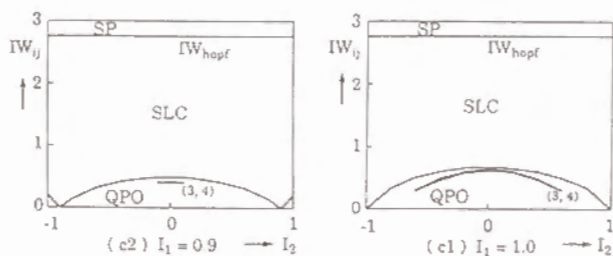 3
SP
IW_ij
IW_hopf
2
SLC
1
QPO
(3, 4)
0
-1
0
1
(c2) I_1 = 0.9 → I_2
3
SP
IW_ij
IW_hopf
2
SLC
1
QPO
(3, 4)
0
-1
0
1
(c1) I_1 = 1.0 → I_2